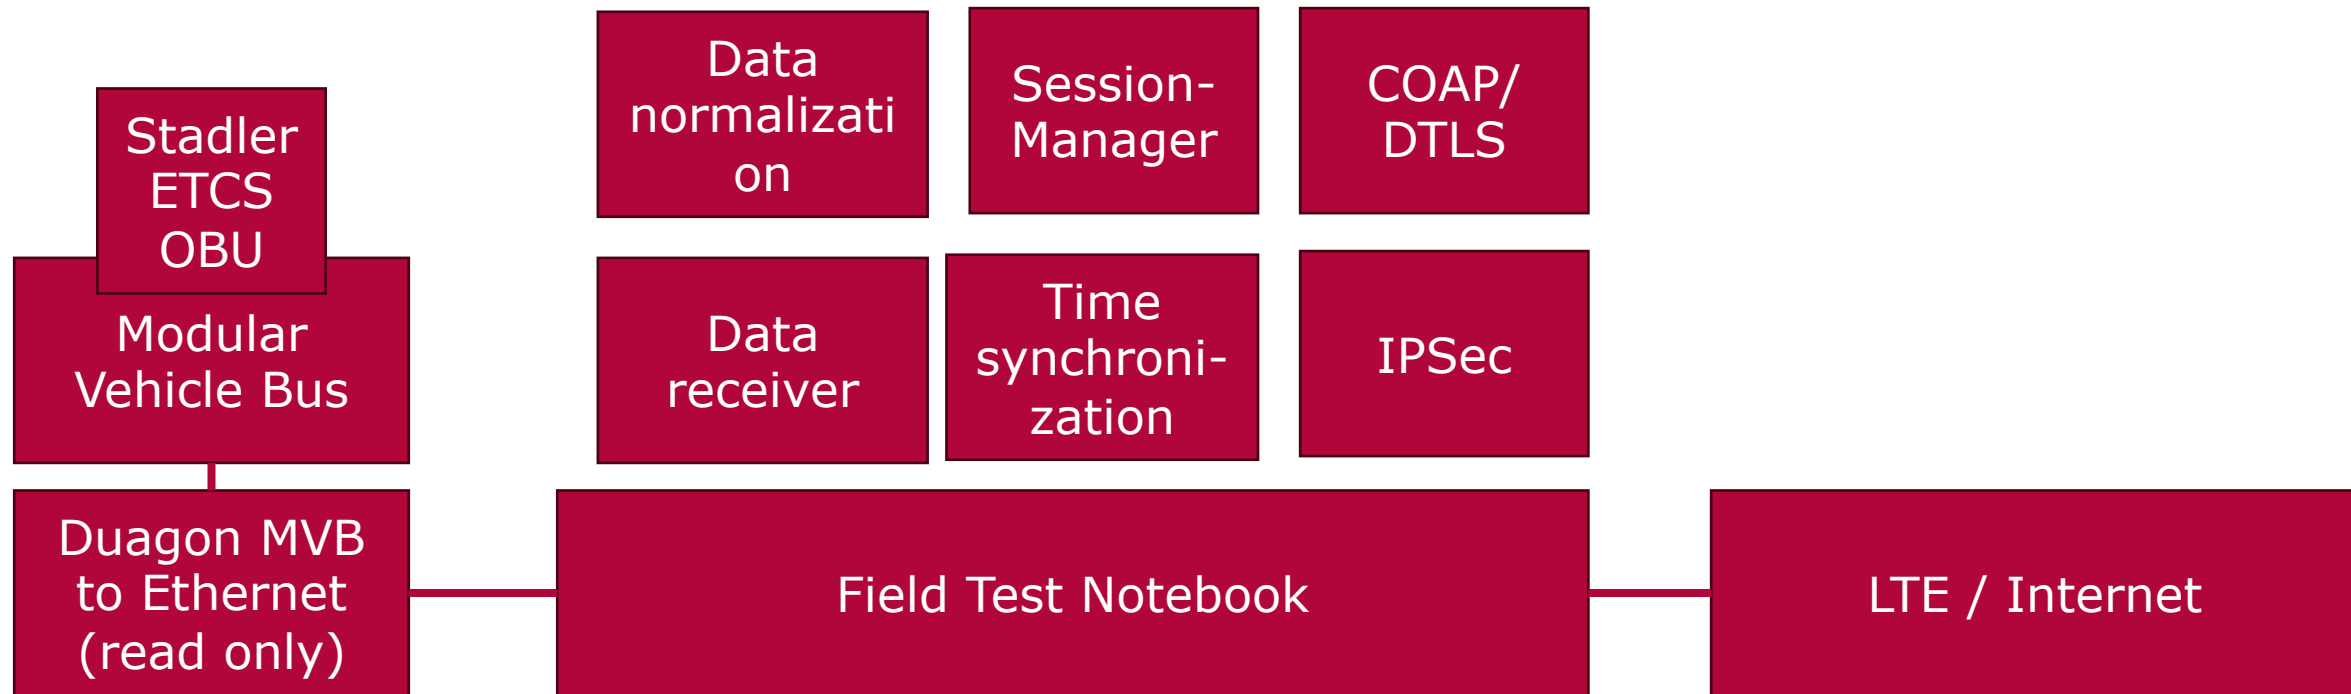 Stadler
ETCS
OBU
Modular
Vehicle Bus
Duagon MVB
to Ethernet
(read only)
Data
normalizati
on
Session-
Manager
COAP/
DTLS
Data
receiver
Time
synchroni-
zation
IPSec
Field Test Notebook
LTE / Internet